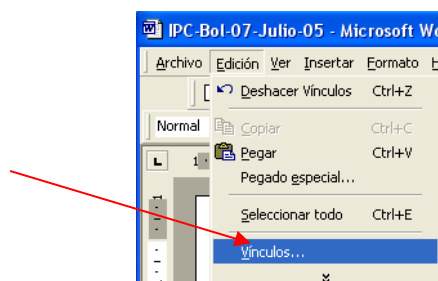 IPC-Bol-07-Julio-05 - Microsoft W
Archivo Edición Ver Insertar Formato
Deshacer Vínculos Ctrl+Z
Normal Copiar Ctrl+C
1 Pegar Ctrl+V
Pegado especial...
Seleccionar todo Ctrl+E
Vínculos...